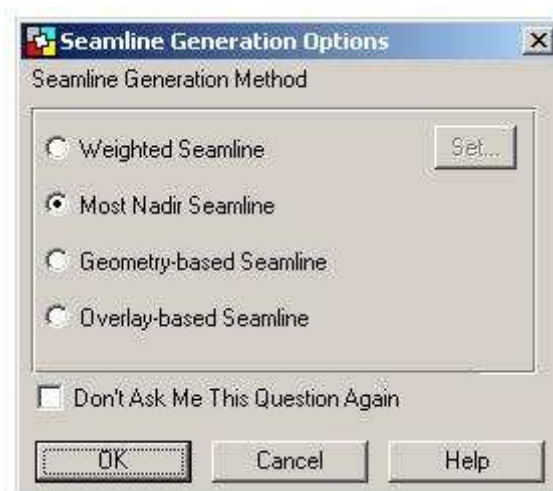 Seamline Generation Options
Seamline Generation Method
Weighted Seamline
Set...
Most Nadir Seamline
Geometry-based Seamline
Overlay-based Seamline
Don't Ask Me This Question Again
OK
Cancel
Help